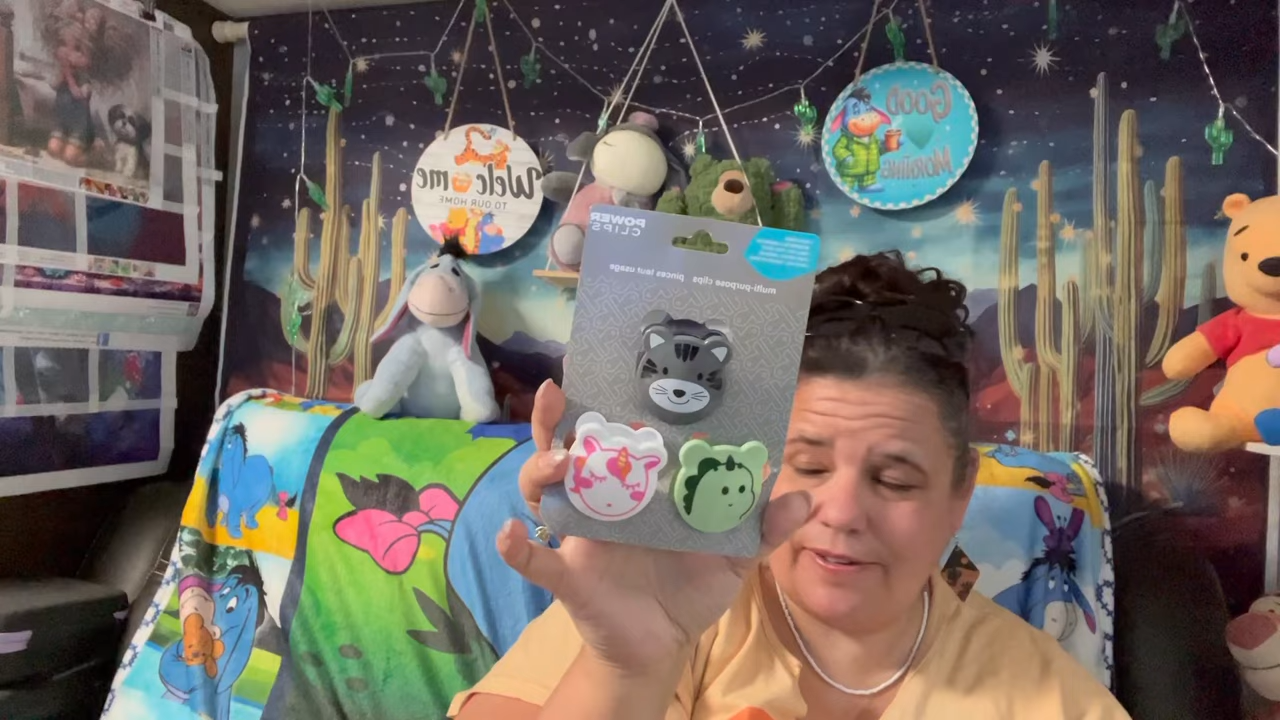 Welcome
TO OUR HOME
GOOD
MORNING
POWER
CLIPS
multi-purpose clips pinces tout usage